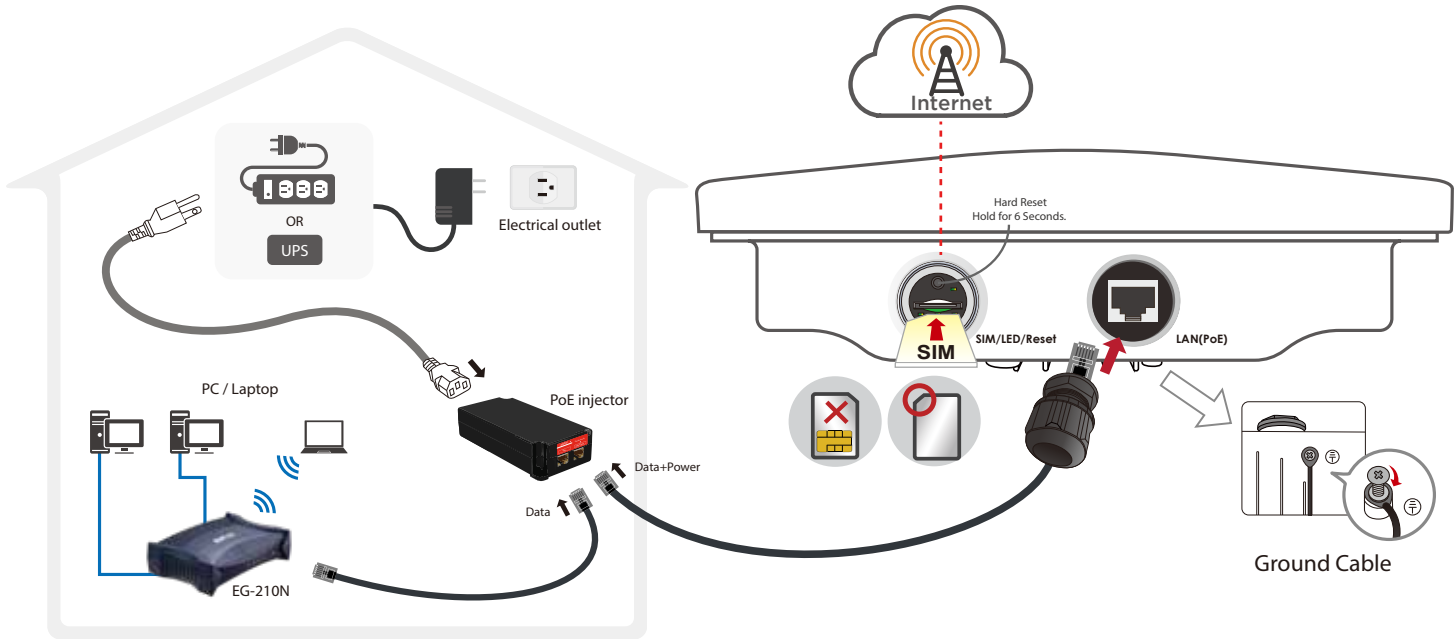 Internet
Hard Reset
Hold for 6 Seconds.
OR
UPS
Electrical outlet
SIM/LED/Reset
LAN(PoE)
SIM
PC / Laptop
PoE injector
Data+Power
Data
EG-210N
Ground Cable